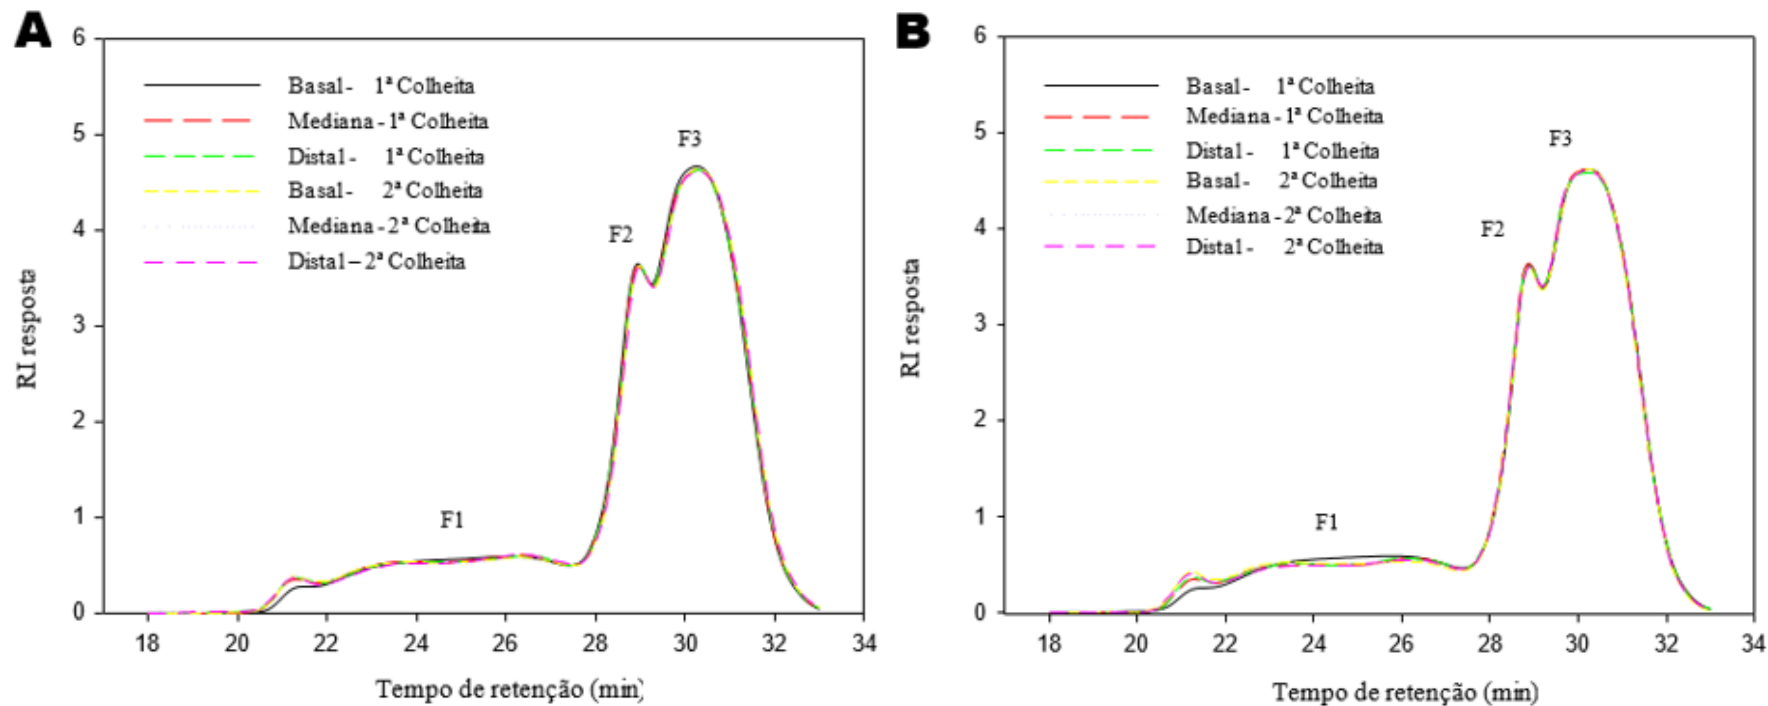 A
6
5
4
3
2
1
0
RI resposta
Basal - 1ª Colheita
Mediana - 1ª Colheita
Distal - 1ª Colheita
Basal - 2ª Colheita
Mediana - 2ª Colheita
Distal – 2ª Colheita
F1
F2
F3
18 20 22 24 26 28 30 32 34
Tempo de retenção (min)
B
6
5
4
3
2
1
0
RI resposta
Basal - 1ª Colheita
Mediana - 1ª Colheita
Distal - 1ª Colheita
Basal - 2ª Colheita
Mediana - 2ª Colheita
Distal - 2ª Colheita
F1
F2
F3
18 20 22 24 26 28 30 32 34
Tempo de retenção (min)